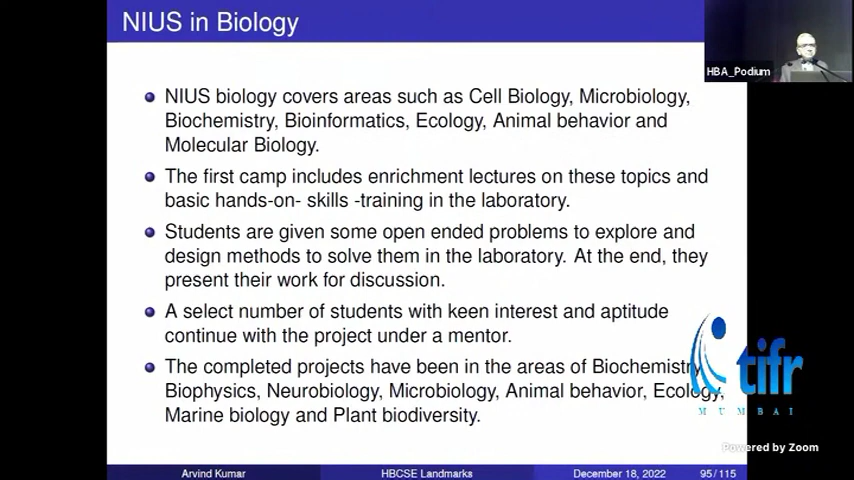 NIUS in Biology
HBA_Podium
NIUS biology covers areas such as Cell Biology, Microbiology,
Biochemistry, Bioinformatics, Ecology, Animal behavior and
Molecular Biology.
The first camp includes enrichment lectures on these topics and
basic hands-on- skills -training in the laboratory.
Students are given some open ended problems to explore and
design methods to solve them in the laboratory. At the end, they
present their work for discussion.
A select number of students with keen interest and aptitude
continue with the project under a mentor.
The completed projects have been in the areas of Biochemistry,
Biophysics, Neurobiology, Microbiology, Animal behavior, Ecology,
Marine biology and Plant biodiversity.
tifr
MUMBAI
Powered by Zoom
Arvind Kumar HBCSE Landmarks December 18, 2022 95 / 115